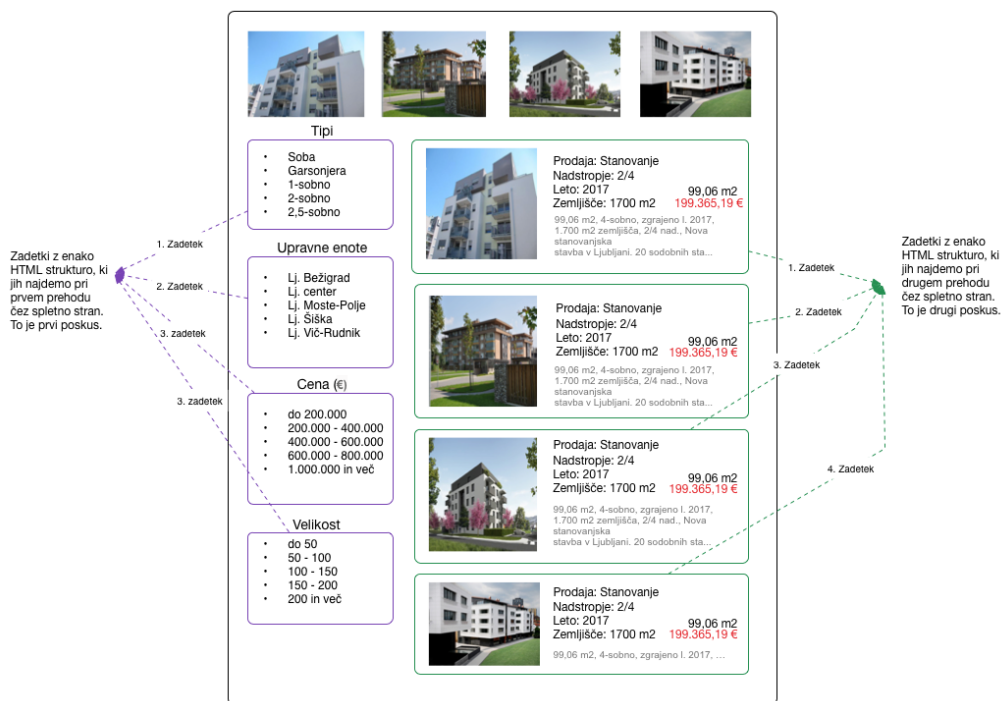 Zadetki z enako
HTML strukturo, ki
jih najdemo pri
prvem prehodu
čez spletno stran.
To je prvi poskus.
1. Zadetek
2. Zadetek
3. zadetek
3. zadetek
Tipi
• Soba
• Garsonjera
• 1-sobno
• 2-sobno
• 2,5-sobno
Upravne enote
• Lj. Bežigrad
• Lj. center
• Lj. Moste-Polje
• Lj. Šiška
• Lj. Vič-Rudnik
Cena (€)
• do 200.000
• 200.000 - 400.000
• 400.000 - 600.000
• 600.000 - 800.000
• 1.000.000 in več
Velikost
• do 50
• 50 - 100
• 100 - 150
• 150 - 200
• 200 in več
Prodaja: Stanovanje
Nadstropje: 2/4
Leto: 2017 99,06 m2
Zemljišče: 1700 m2 199.365,19 €
99,06 m2, 4-sobno, zgrajeno l. 2017,
1.700 m2 zemljišča, 2/4 nad., Nova
stanovanjska
stavba v Ljubljani. 20 sodobnih sta...
Prodaja: Stanovanje
Nadstropje: 2/4
Leto: 2017 99,06 m2
Zemljišče: 1700 m2 199.365,19 €
99,06 m2, 4-sobno, zgrajeno l. 2017,
1.700 m2 zemljišča, 2/4 nad., Nova
stanovanjska
stavba v Ljubljani. 20 sodobnih sta...
Prodaja: Stanovanje
Nadstropje: 2/4
Leto: 2017 99,06 m2
Zemljišče: 1700 m2 199.365,19 €
99,06 m2, 4-sobno, zgrajeno l. 2017,
1.700 m2 zemljišča, 2/4 nad., Nova
stanovanjska
stavba v Ljubljani. 20 sodobnih sta...
Prodaja: Stanovanje
Nadstropje: 2/4
Leto: 2017 99,06 m2
Zemljišče: 1700 m2 199.365,19 €
99,06 m2, 4-sobno, zgrajeno l. 2017, ...
1. Zadetek
2. Zadetek
3. Zadetek
4. Zadetek
Zadetki z enako
HTML strukturo, ki
jih najdemo pri
drugem prehodu
čez spletno stran.
To je drugi poskus.